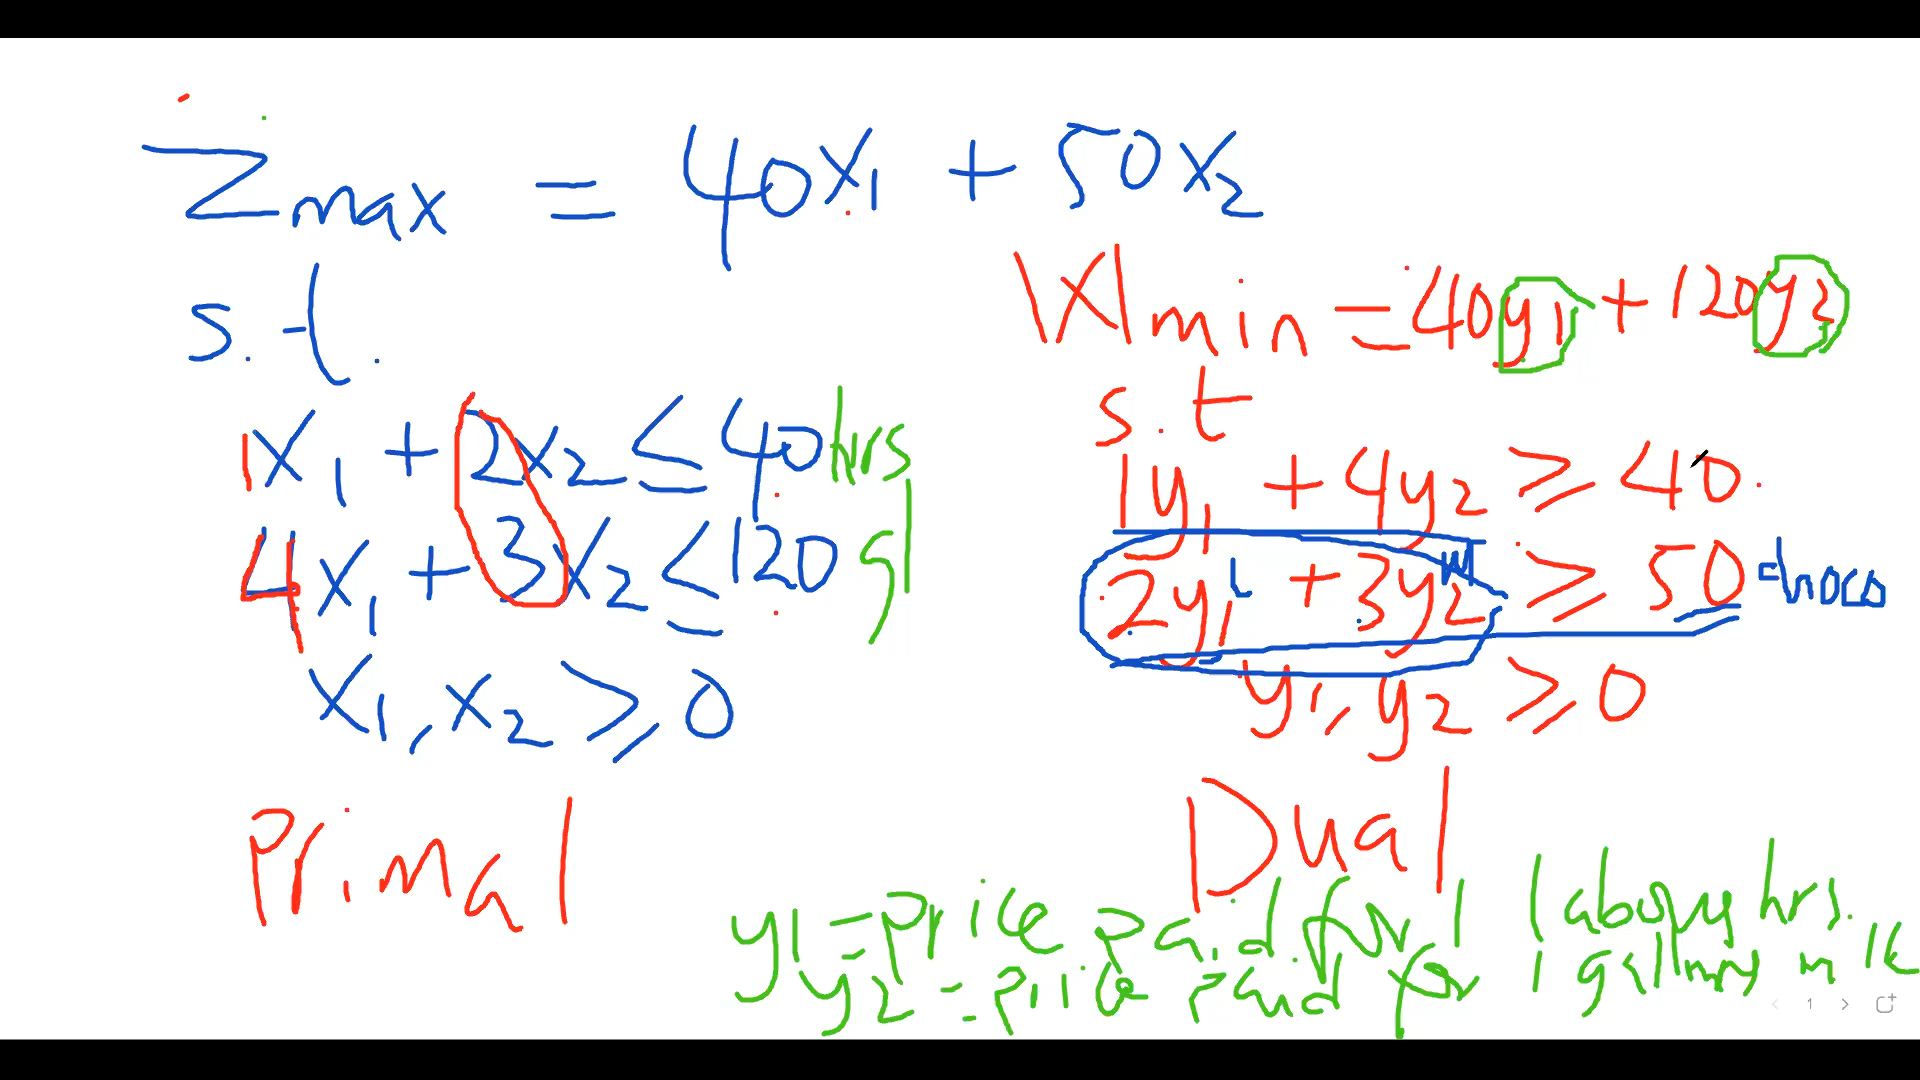 Zmax = 40x1 + 50x2
s.t.
1x1 + 2x2 ≤ 40 hrs
4x1 + 3x2 ≤ 120 gl
x1, x2 ≥ 0
Primal
Wmin = 40y1 + 120y2
s.t
1y1 + 4y2 ≥ 40
2y1 + 3y2 ≥ 50 choco
L M
y1, y2 ≥ 0
Dual
y1 = price paid for 1 labour hrs.
y2 = price paid for 1 gallon milk
1